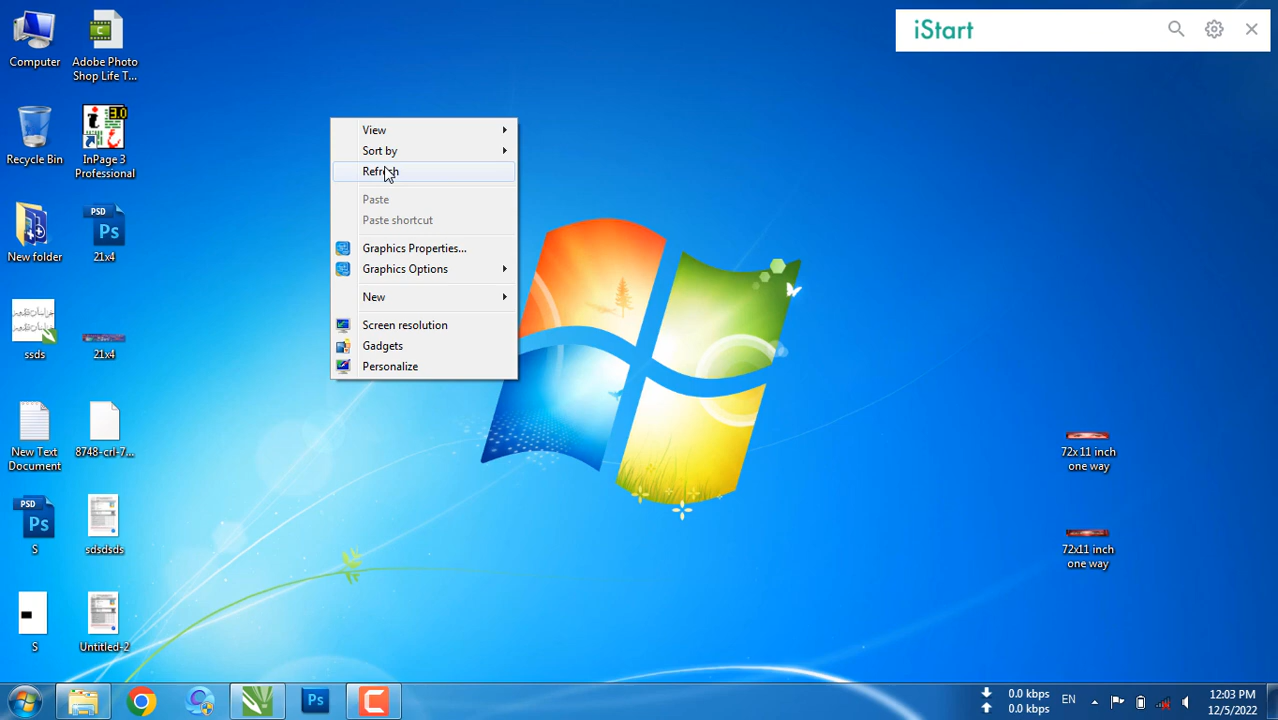 iStart
Computer
Adobe Photo
Shop Life T...
Recycle Bin
3.0
InPage 3
Professional
New folder
PSD
Ps
21x4
ssds
21x4
New Text
Document
8748-crl-7...
PSD
Ps
S
sdsdsds
S
Untitled-2
View
Sort by
Refresh
Paste
Paste shortcut
Graphics Properties...
Graphics Options
New
Screen resolution
Gadgets
Personalize
72x11 inch
one way
72x11 inch
one way
Ps
0.0 kbps
0.0 kbps
EN
12:03 PM
12/5/2022